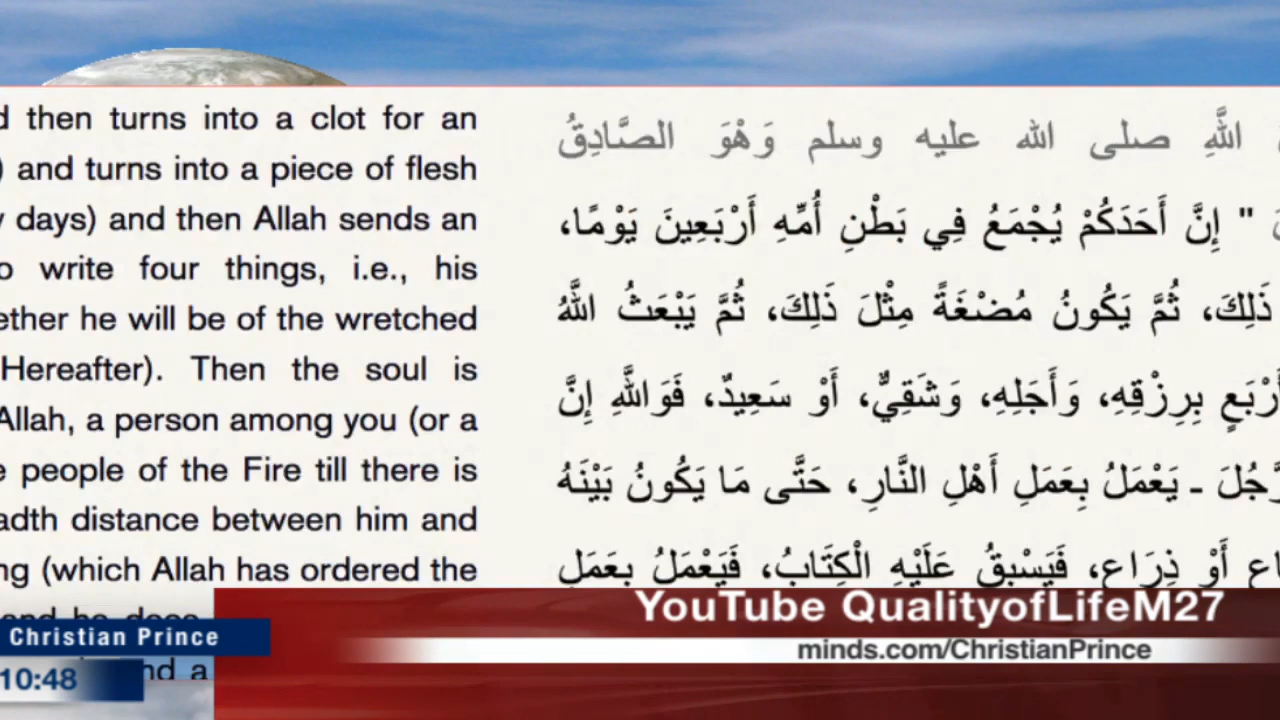 then turns into a clot for an
) and turns into a piece of flesh
days) and then Allah sends an
write four things, i.e., his
he will be of the wretched
Hereafter). Then the soul is
Allah, a person among you (or a
people of the Fire till there is
distance between him and
(which Allah has ordered the
اللَّهِ صلى الله عليه وسلم وَهْوَ الصَّادِقُ
" إِنَّ أَحَدَكُمْ يُجْمَعُ فِي بَطْنِ أُمِّهِ أَرْبَعِينَ يَوْمًا،
ذَلِكَ، ثُمَّ يَكُونُ مُضْغَةً مِثْلَ ذَلِكَ، ثُمَّ يَبْعَثُ اللَّهُ
بِرِزْقِهِ، وَأَجَلِهِ، وَشَقِيٌّ، أَوْ سَعِيدٌ، فَوَاللَّهِ إِنَّ
ـ يَعْمَلُ بِعَمَلِ أَهْلِ النَّارِ، حَتَّى مَا يَكُونُ بَيْنَهُ
أَوْ ذِرَاعٍ، فَيَسْبِقُ عَلَيْهِ الْكِتَابُ، فَيَعْمَلُ بِعَمَلِ
YouTube QualityofLifeM27
minds.com/ChristianPrince
Christian Prince
10:48